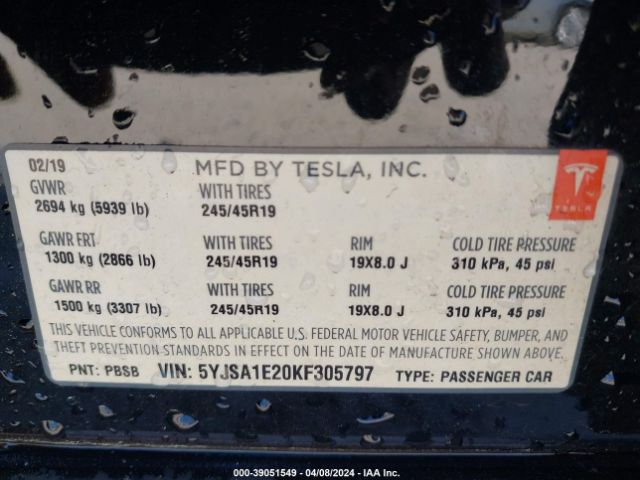 02/19 MFD BY TESLA, INC.
GVWR WITH TIRES
2694 kg (5939 lb) 245/45R19
TESLA
GAWR FRT WITH TIRES RIM COLD TIRE PRESSURE
1300 kg (2866 lb) 245/45R19 19X8.0 J 310 kPa, 45 psi
GAWR RR WITH TIRES RIM COLD TIRE PRESSURE
1500 kg (3307 lb) 245/45R19 19X8.0 J 310 kPa, 45 psi
THIS VEHICLE CONFORMS TO ALL APPLICABLE U.S. FEDERAL MOTOR VEHICLE SAFETY, BUMPER, AND
THEFT PREVENTION STANDARDS IN EFFECT ON THE DATE OF MANUFACTURE SHOWN ABOVE.
PNT: PBSB VIN: 5YJSA1E20KF305797 TYPE: PASSENGER CAR
000-39051549 - 04/08/2024 - IAA Inc.